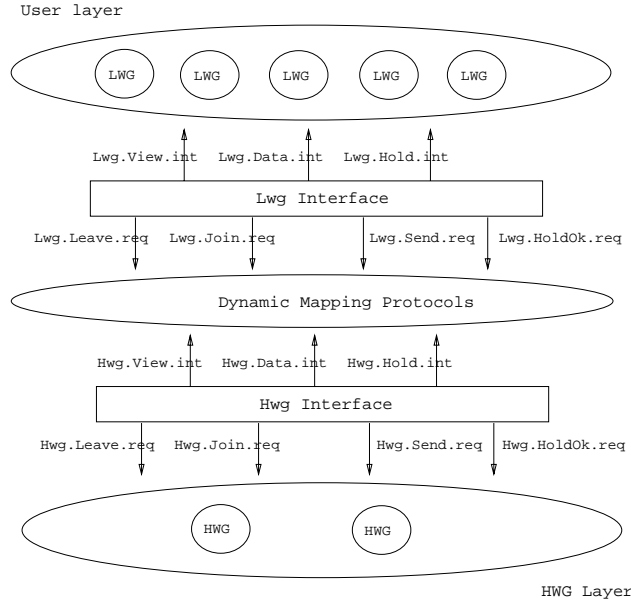 User layer
LWG LWG LWG LWG LWG
Lwg.View.int Lwg.Data.int Lwg.Hold.int
Lwg Interface
Lwg.Leave.req Lwg.Join.req Lwg.Send.req Lwg.HoldOk.req
Dynamic Mapping Protocols
Hwg.View.int Hwg.Data.int Hwg.Hold.int
Hwg Interface
Hwg.Leave.req Hwg.Join.req Hwg.Send.req Hwg.HoldOk.req
HWG HWG
HWG Layer